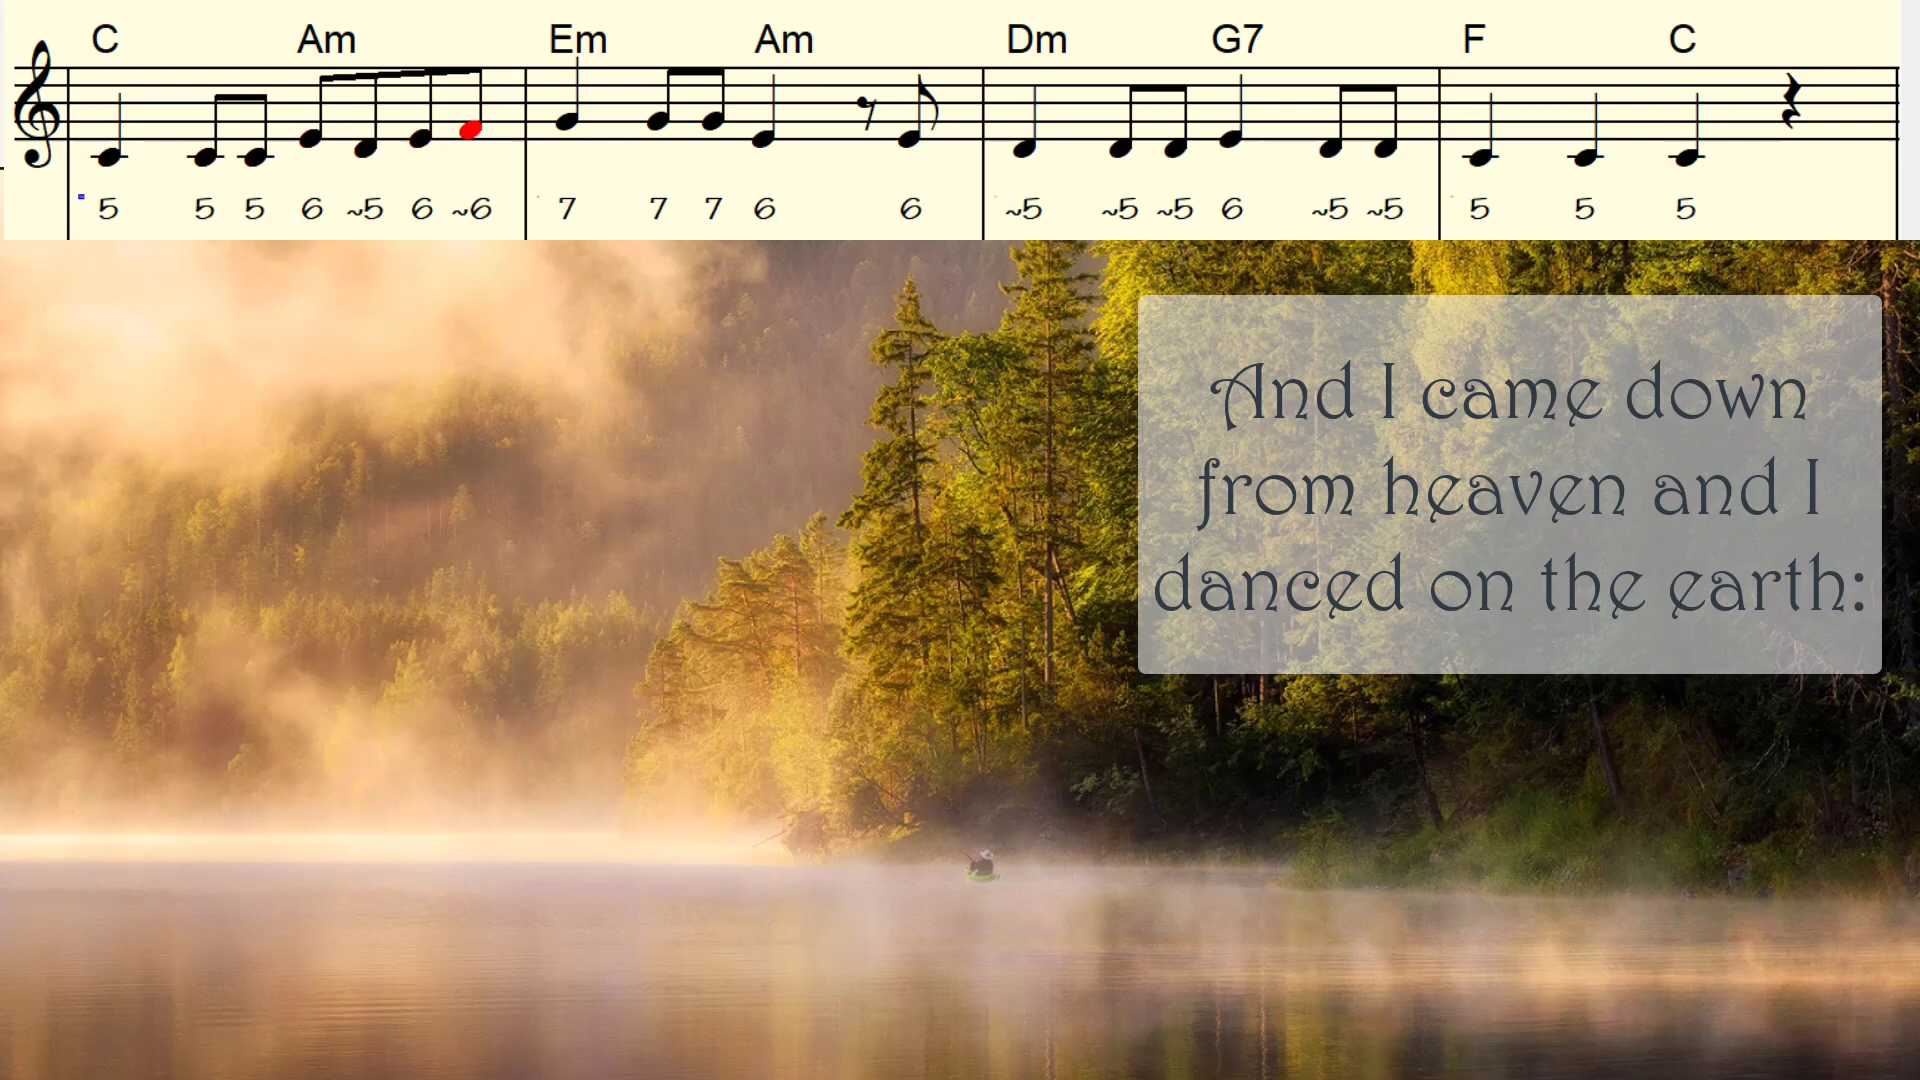 C Am Em Am Dm G7 F C
5 5 5 6 ~5 6 ~6 7 7 7 6 6 ~5 ~5 ~5 6 ~5 ~5 5 5 5
And I came down
from heaven and I
danced on the earth: